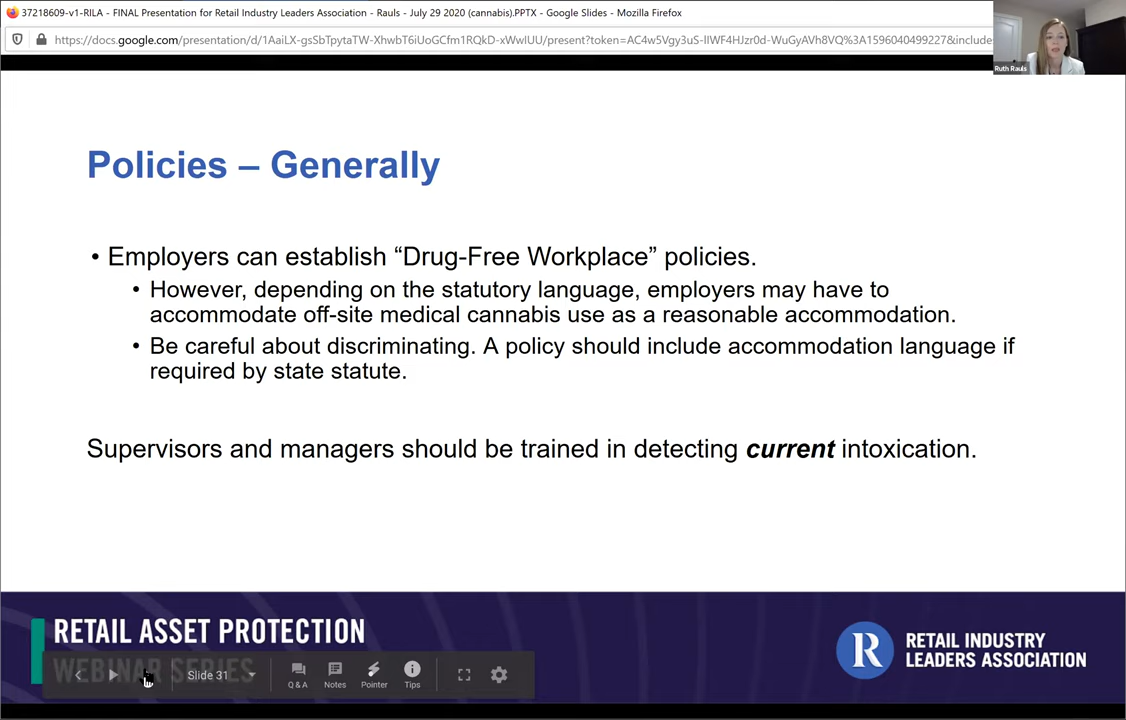 37218609-v1-RILA - FINAL Presentation for Retail Industry Leaders Association - Rauls - July 29 2020 (cannabis).PPTX - Google Slides - Mozilla Firefox
https://docs.google.com/presentation/d/1AaiLX-gsSbTpytaTW-XhwbT6iUoGCfm1RQkD-xWwIUU/present?token=AC4w5Vgy3uS-lIWF4HJzr0d-WuGyAVh8VQ%3A1596040499227&include
Ruth Rauls
Policies – Generally
• Employers can establish “Drug-Free Workplace” policies.
• However, depending on the statutory language, employers may have to
accommodate off-site medical cannabis use as a reasonable accommodation.
• Be careful about discriminating. A policy should include accommodation language if
required by state statute.
Supervisors and managers should be trained in detecting current intoxication.
RETAIL ASSET PROTECTION
WEBINAR SERIES
Slide 31
Q & A
Notes
Pointer
Tips
R
RETAIL INDUSTRY
LEADERS ASSOCIATION